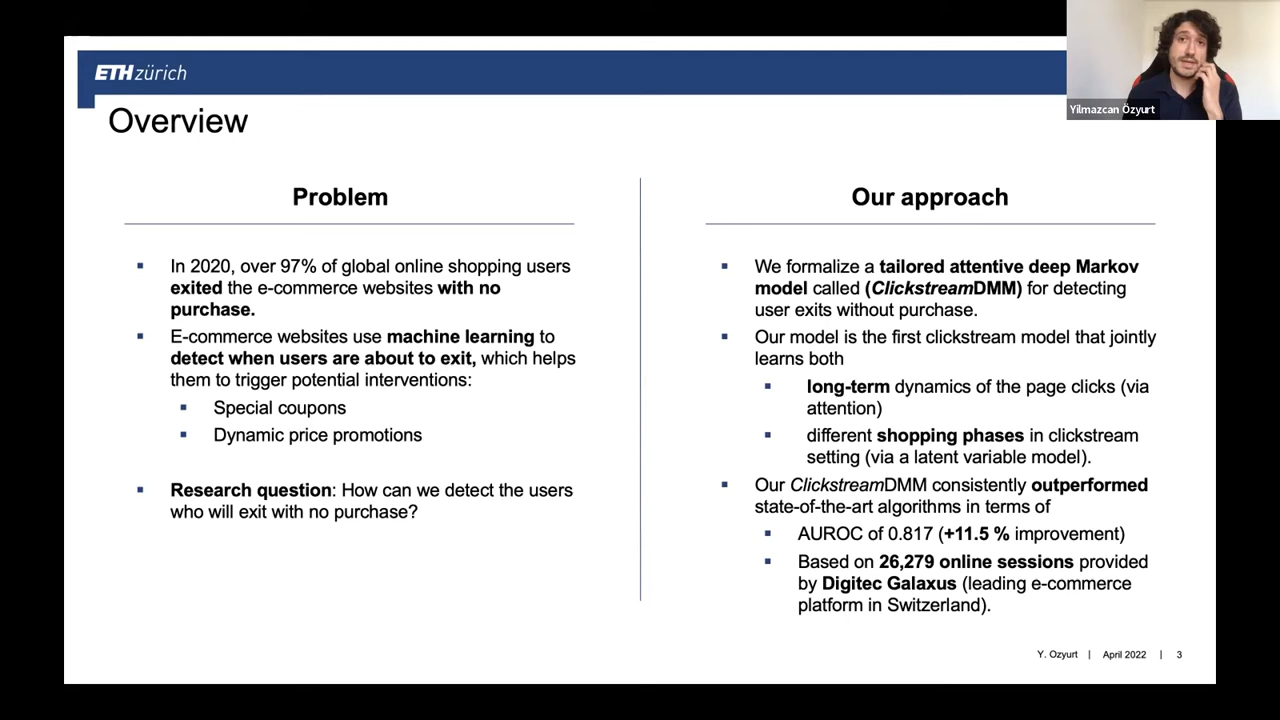 ETH zürich
Yilmazcan Özyurt
Overview
Problem
In 2020, over 97% of global online shopping users
exited the e-commerce websites with no
purchase.
E-commerce websites use machine learning to
detect when users are about to exit, which helps
them to trigger potential interventions:
Special coupons
Dynamic price promotions
Research question: How can we detect the users
who will exit with no purchase?
Our approach
We formalize a tailored attentive deep Markov
model called (ClickstreamDMM) for detecting
user exits without purchase.
Our model is the first clickstream model that jointly
learns both
long-term dynamics of the page clicks (via
attention)
different shopping phases in clickstream
setting (via a latent variable model).
Our ClickstreamDMM consistently outperformed
state-of-the-art algorithms in terms of
AUROC of 0.817 (+11.5 % improvement)
Based on 26,279 online sessions provided
by Digitec Galaxus (leading e-commerce
platform in Switzerland).
Y. Ozyurt | April 2022 | 3